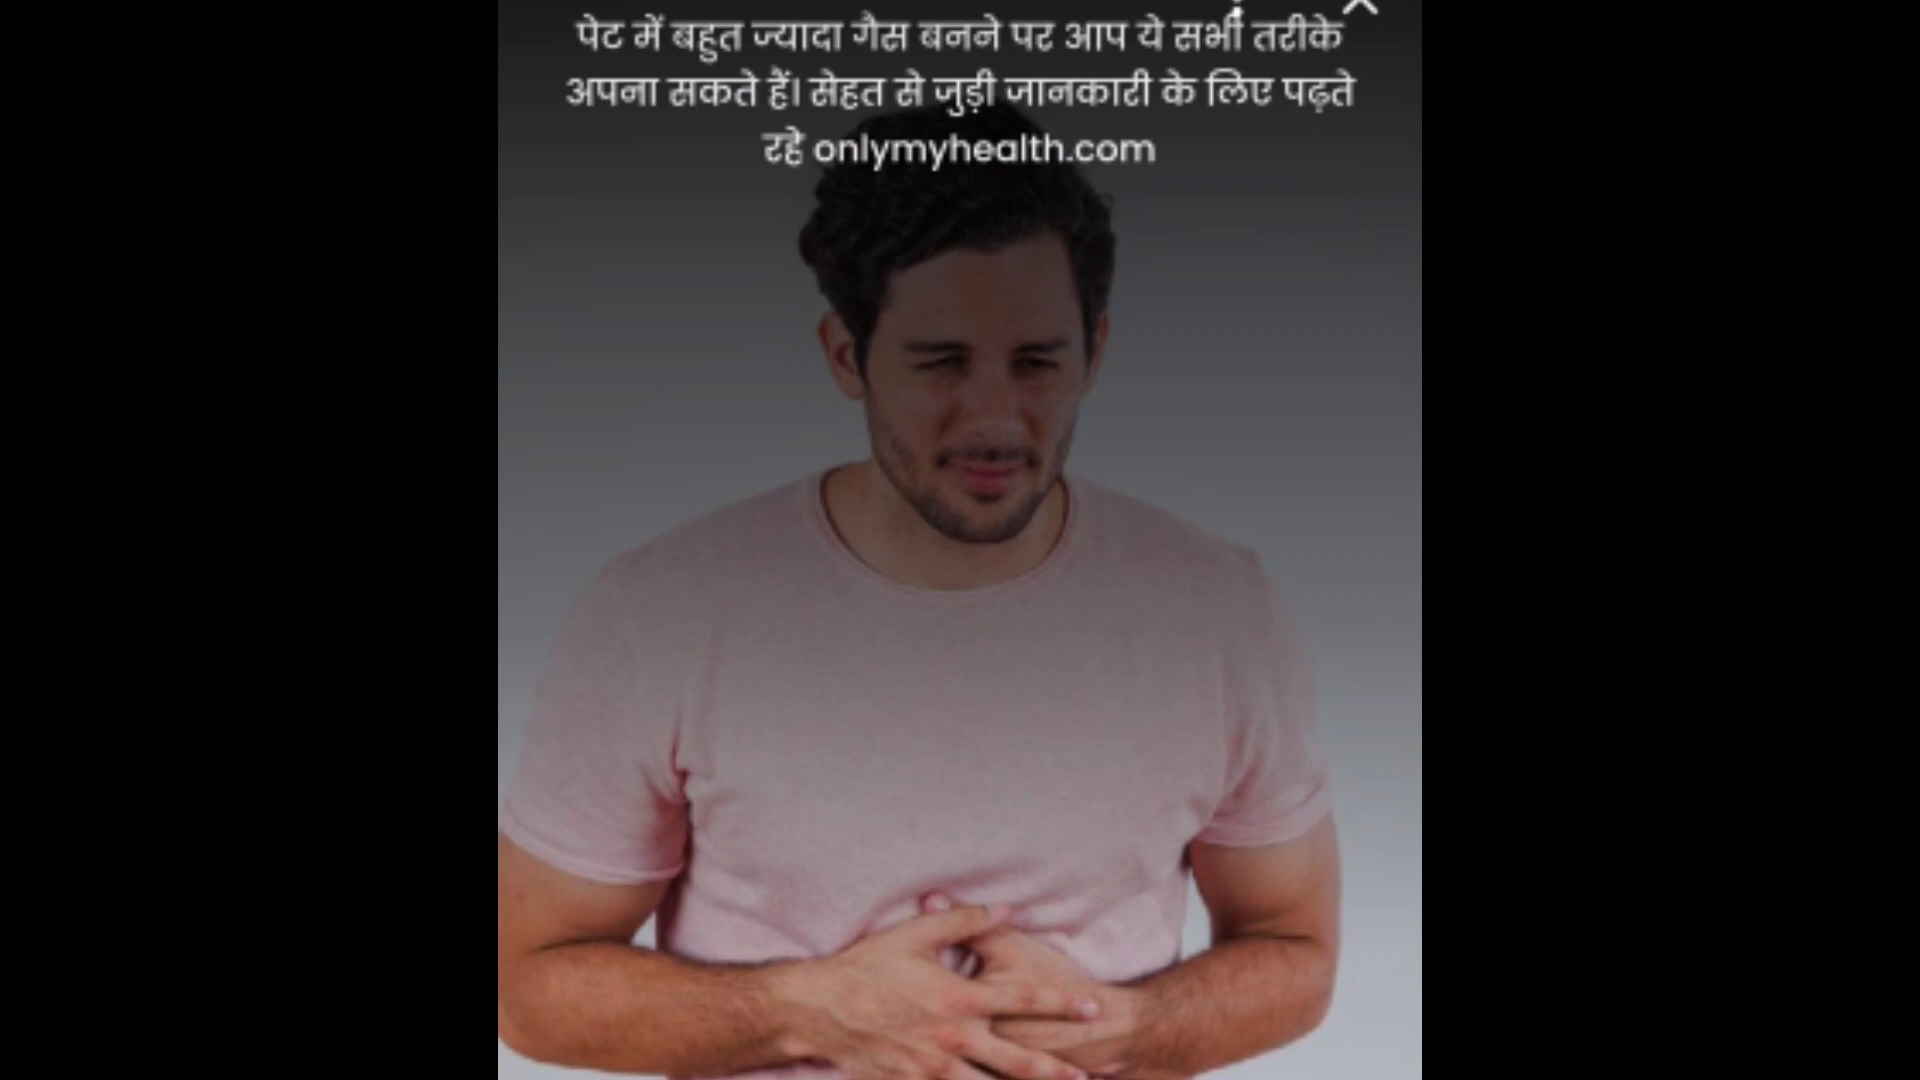 पेट में बहुत ज्यादा गैस बनने पर आप ये सभी तरीके
अपना सकते हैं। सेहत से जुड़ी जानकारी के लिए पढ़ते
रहे onlymyhealth.com